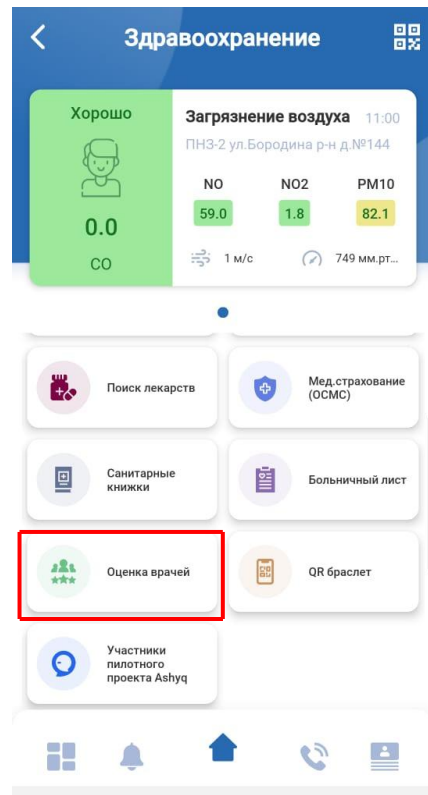 Здравоохранение
Хорошо
0.0
CO
Загрязнение воздуха 11:00
ПНЗ-2 ул.Бородина р-н д.№144
NO NO2 PM10
59.0 1.8 82.1
1 м/с 749 мм.рт...
Поиск лекарств
Мед.страхование
(ОСМС)
Санитарные
книжки
Больничный лист
Оценка врачей
QR браслет
Участники
пилотного
проекта Ashyq